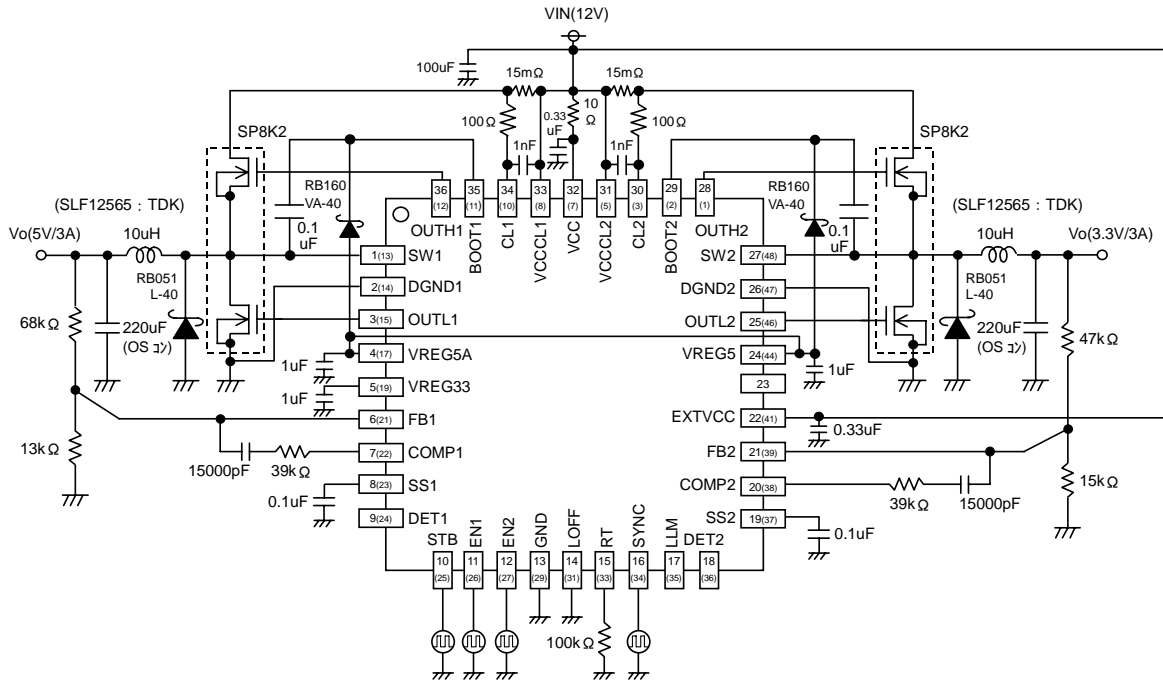 VIN(12V)
100uF
15mΩ
15mΩ
100Ω
0.33
uF
10
Ω
100Ω
1nF
1nF
SP8K2
SP8K2
RB160
VA-40
RB160
VA-40
0.1
uF
0.1
uF
36
(12)
35
(11)
34
(10)
33
(8)
32
(7)
31
(5)
30
(3)
29
(2)
28
(1)
OUTH1
BOOT1
CL1
VCCCL1
VCC
VCCCL2
CL2
BOOT2
OUTH2
(SLF12565 : TDK)
(SLF12565 : TDK)
Vo(5V/3A)
10uH
10uH
Vo(3.3V/3A)
1(13) SW1
SW2 27(48)
2(14) DGND1
DGND2 26(47)
3(15) OUTL1
OUTL2 25(46)
4(17) VREG5A
VREG5 24(44)
5(19) VREG33
23
6(21) FB1
EXTVCC 22(41)
7(22) COMP1
FB2 21(39)
8(23) SS1
COMP2 20(38)
9(24) DET1
SS2 19(37)
RB051
L-40
RB051
L-40
68kΩ
220uF
(OSコン)
220uF
(OSコン)
47kΩ
1uF
1uF
1uF
0.33uF
13kΩ
15000pF
39kΩ
39kΩ
15000pF
15kΩ
0.1uF
0.1uF
STB
EN1
EN2
GND
LOFF
RT
SYNC
LLM
DET2
10
(25)
11
(26)
12
(27)
13
(29)
14
(31)
15
(33)
16
(34)
17
(35)
18
(36)
100kΩ